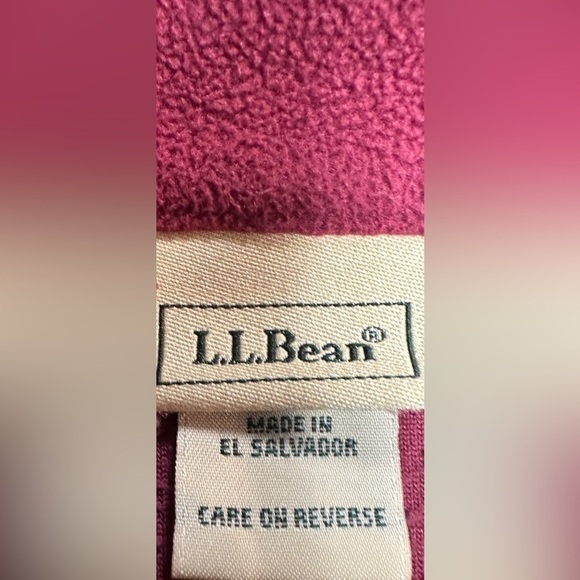 L.L.Bean®
MADE IN
EL SALVADOR
CARE ON REVERSE